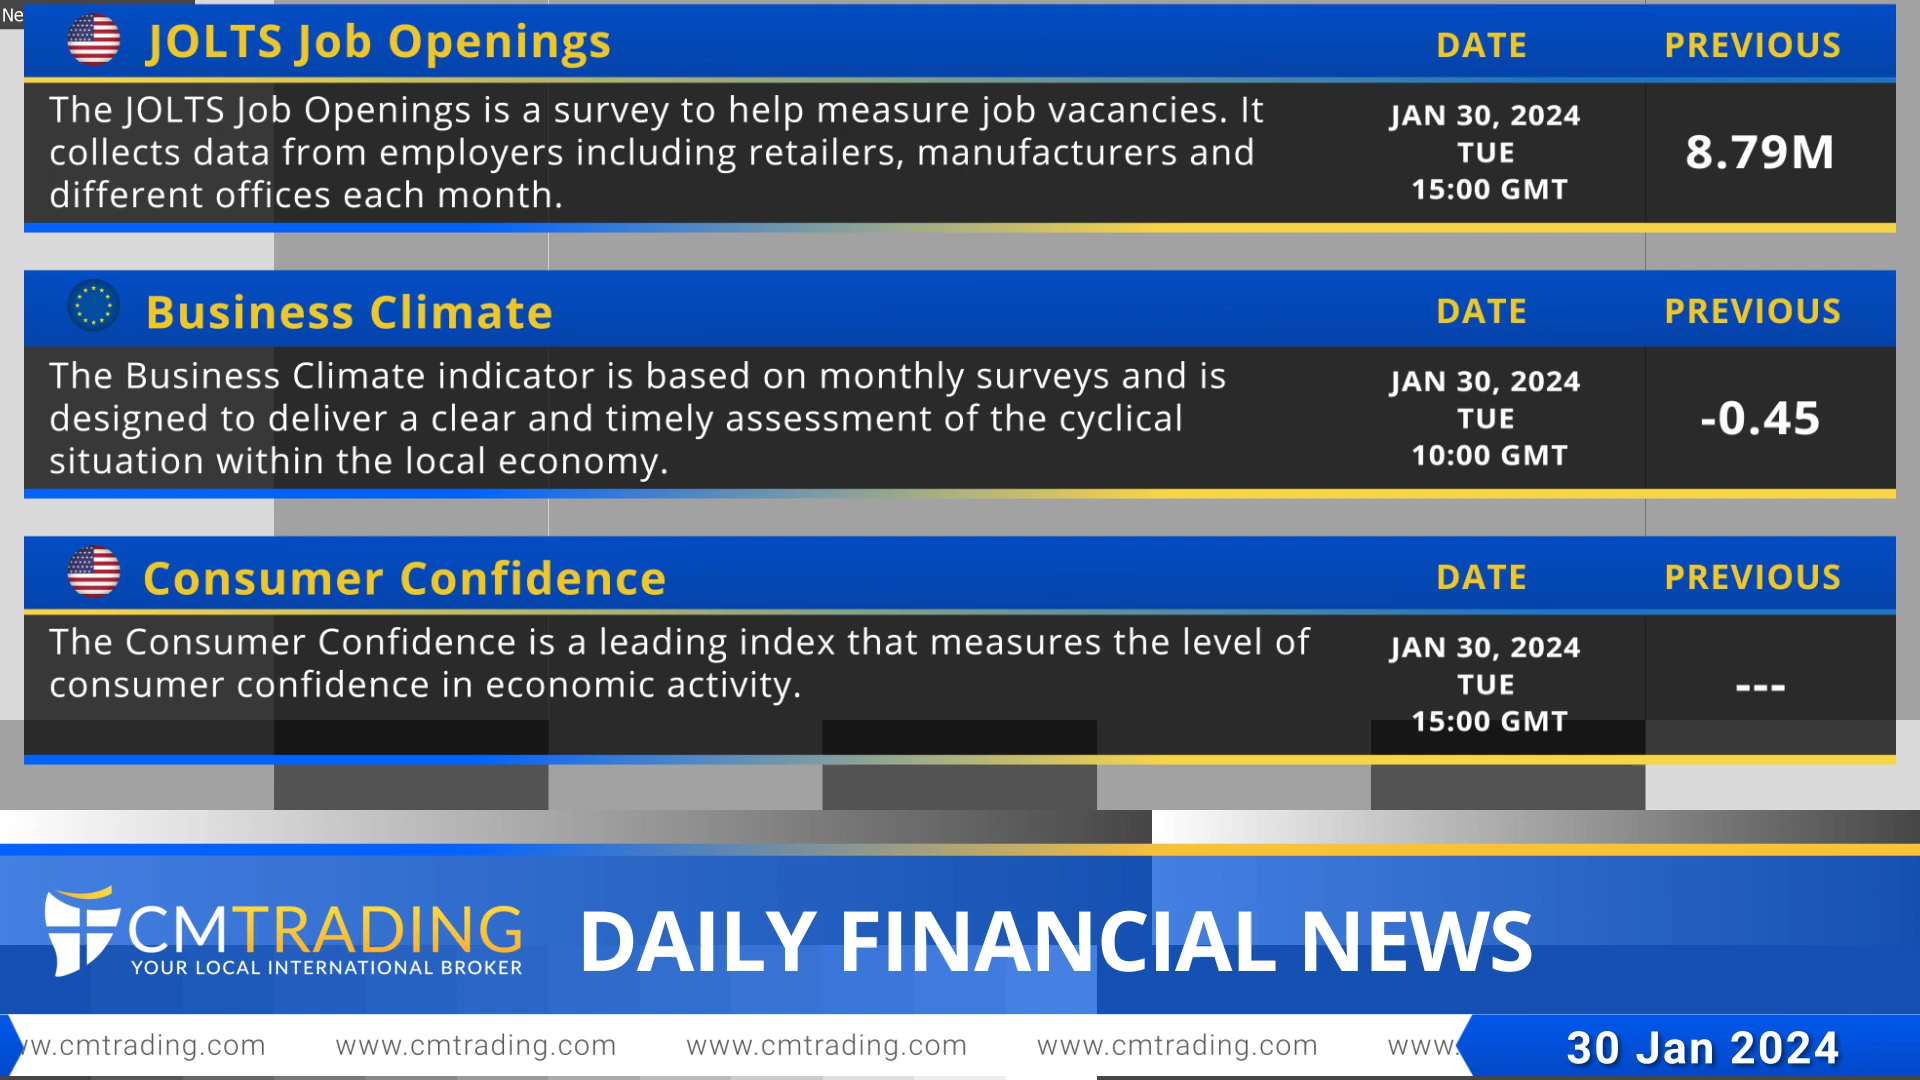 Ne
JOLTS Job Openings
DATE
PREVIOUS
The JOLTS Job Openings is a survey to help measure job vacancies. It
collects data from employers including retailers, manufacturers and
different offices each month.
JAN 30, 2024
TUE
15:00 GMT
8.79M
Business Climate
DATE
PREVIOUS
The Business Climate indicator is based on monthly surveys and is
designed to deliver a clear and timely assessment of the cyclical
situation within the local economy.
JAN 30, 2024
TUE
10:00 GMT
-0.45
Consumer Confidence
DATE
PREVIOUS
The Consumer Confidence is a leading index that measures the level of
consumer confidence in economic activity.
JAN 30, 2024
TUE
15:00 GMT
---
CMTRADING
YOUR LOCAL INTERNATIONAL BROKER
DAILY FINANCIAL NEWS
w.cmtrading.com www.cmtrading.com www.cmtrading.com www.cmtrading.com www.
30 Jan 2024